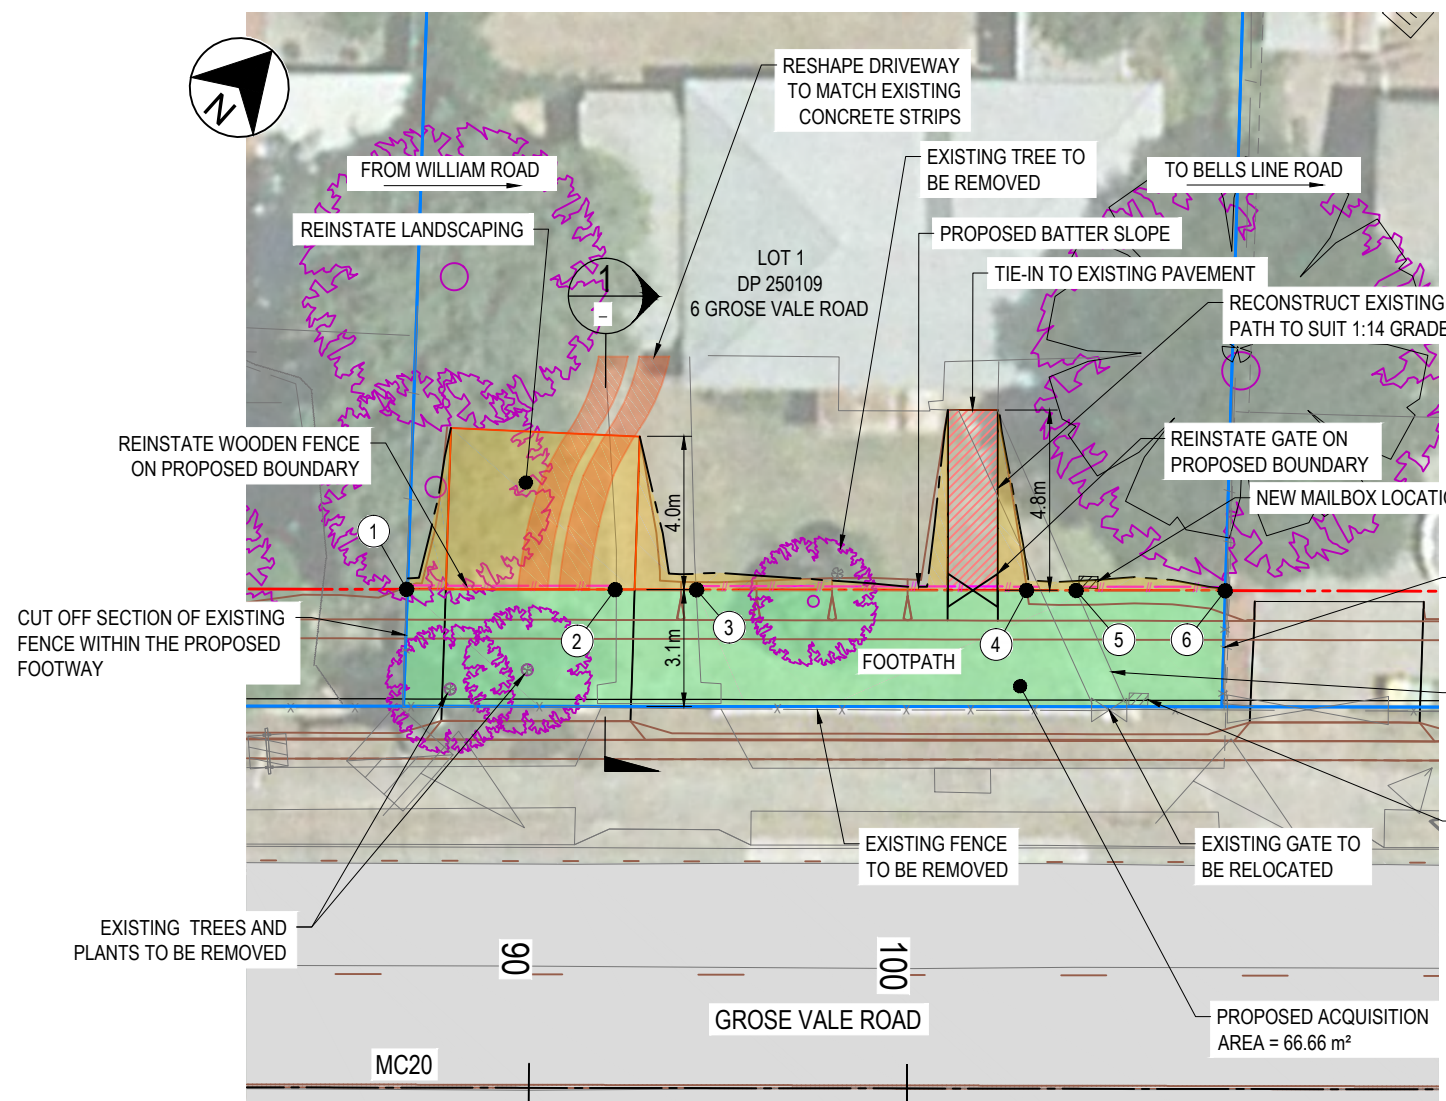 RESHAPE DRIVEWAY
TO MATCH EXISTING
CONCRETE STRIPS
N
EXISTING TREE TO
BE REMOVED
FROM WILLIAM ROAD
TO BELLS LINE ROAD
REINSTATE LANDSCAPING
PROPOSED BATTER SLOPE
LOT 1
DP 250109
6 GROSE VALE ROAD
1
–
TIE-IN TO EXISTING PAVEMENT
RECONSTRUCT EXISTING
PATH TO SUIT 1:14 GRADE
REINSTATE WOODEN FENCE
ON PROPOSED BOUNDARY
REINSTATE GATE ON
PROPOSED BOUNDARY
4.0m
4.8m
NEW MAILBOX LOCATIO
1
CUT OFF SECTION OF EXISTING
FENCE WITHIN THE PROPOSED
FOOTWAY
2
3
4
5
6
3.1m
FOOTPATH
EXISTING FENCE
TO BE REMOVED
EXISTING GATE TO
BE RELOCATED
EXISTING TREES AND
PLANTS TO BE REMOVED
90
100
GROSE VALE ROAD
PROPOSED ACQUISITION
AREA = 66.66 m²
MC20